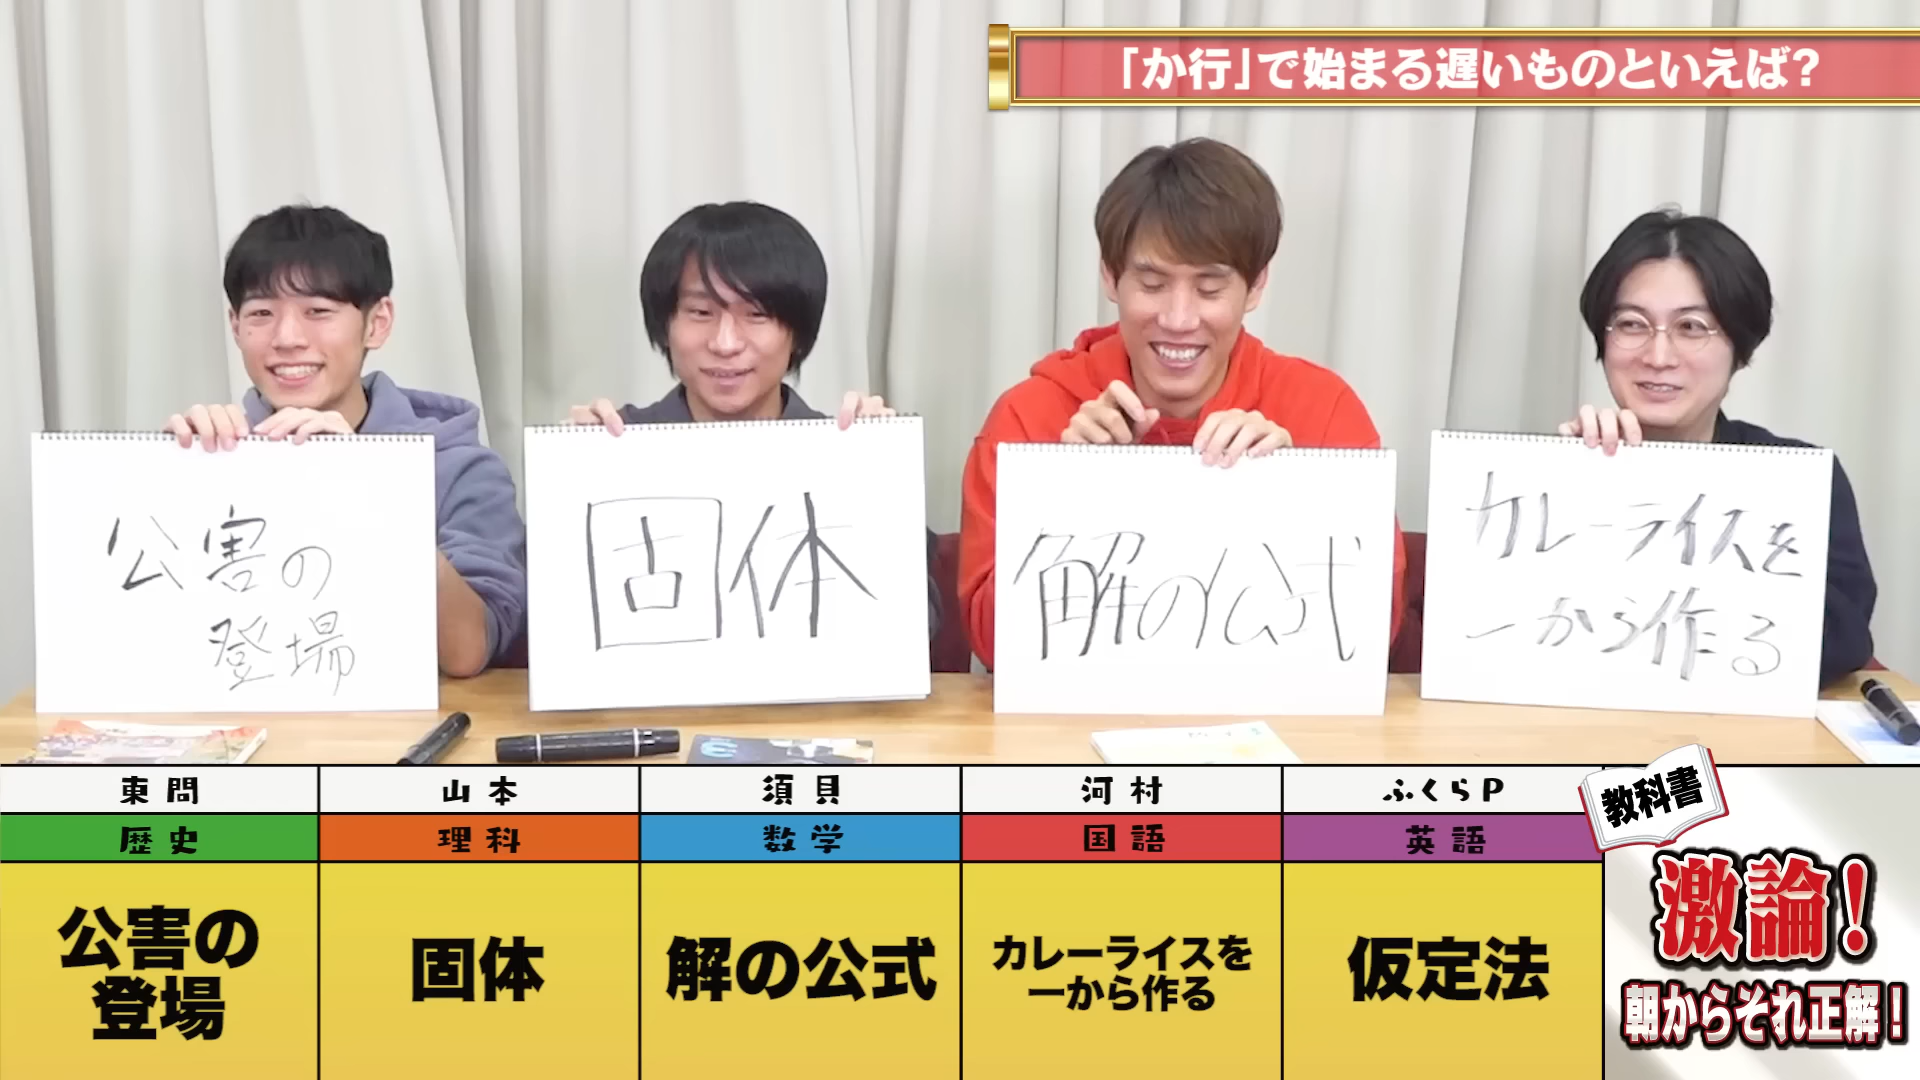 「か行」で始まる遅いものといえば?
公害の
登場
固体
解の公式
カレーライスを
一から作る
東問
山本
須貝
河村
ふくらP
歴史
理科
数学
国語
英語
公害の
登場
固体
解の公式
カレーライスを
一から作る
仮定法
教科書
激論!
朝からそれ正解!